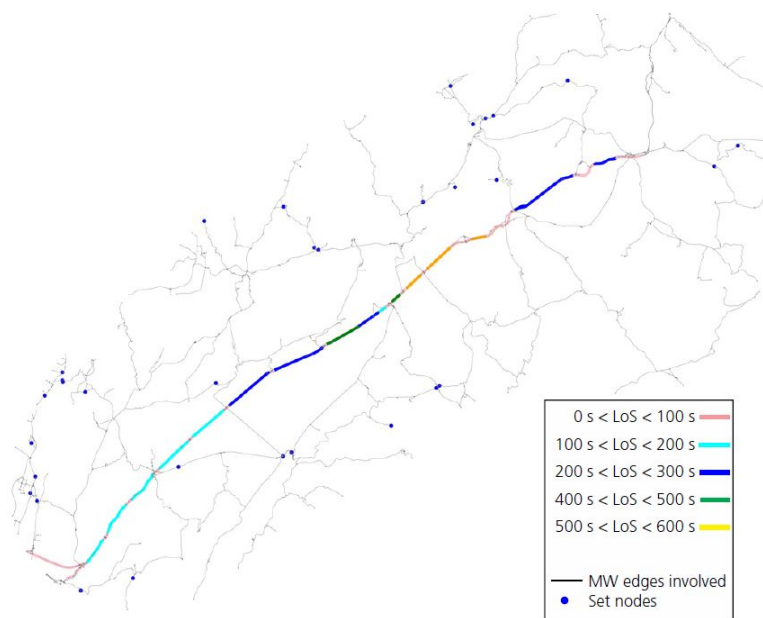 0 s < LoS < 100 s
100 s < LoS < 200 s
200 s < LoS < 300 s
400 s < LoS < 500 s
500 s < LoS < 600 s
MW edges involved
Set nodes